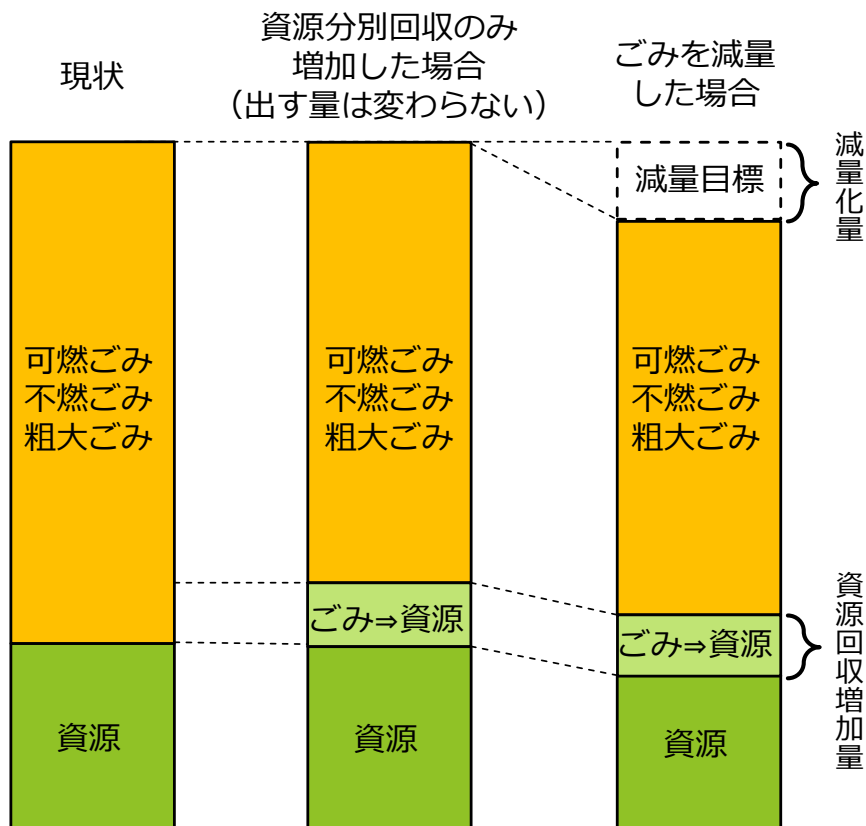 現状
資源分別回収のみ
増加した場合
（出す量は変わらない）
ごみを減量
した場合
減量目標
減量化量
可燃ごみ
不燃ごみ
粗大ごみ
可燃ごみ
不燃ごみ
粗大ごみ
可燃ごみ
不燃ごみ
粗大ごみ
ごみ⇒資源
ごみ⇒資源
資源回収増加量
資源
資源
資源